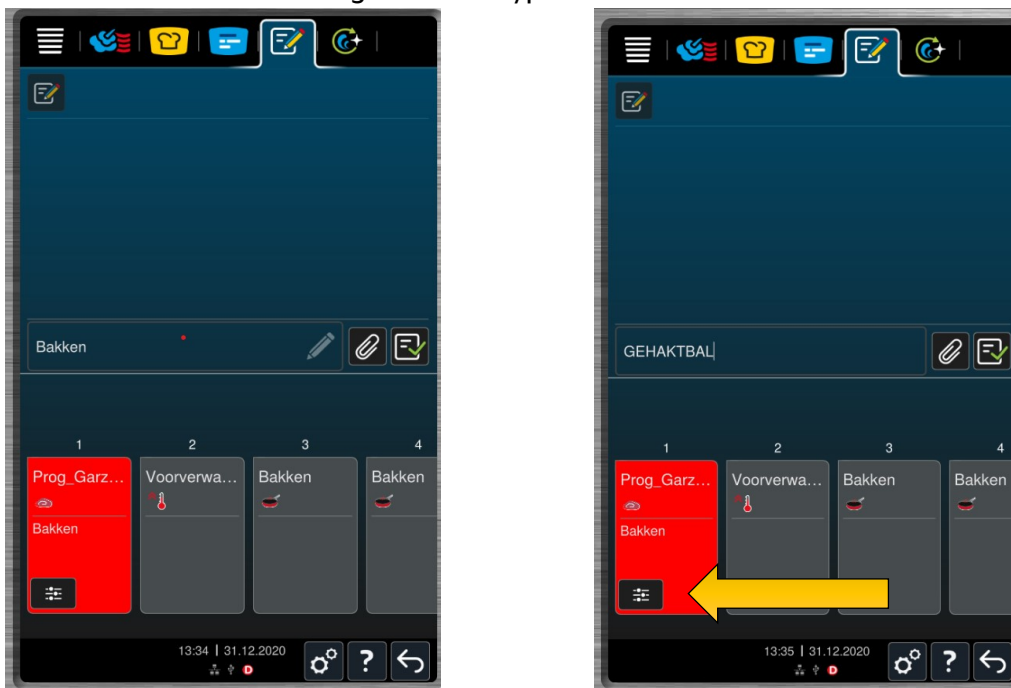 Bakken
1 2 3 4
Prog_Garz... Voorverwa... Bakken Bakken
Bakken
13:34 | 31.12.2020
D
?
GEHAKTBAL
1 2 3 4
Prog_Garz... Voorverwa... Bakken Bakken
Bakken
13:35 | 31.12.2020
D
?